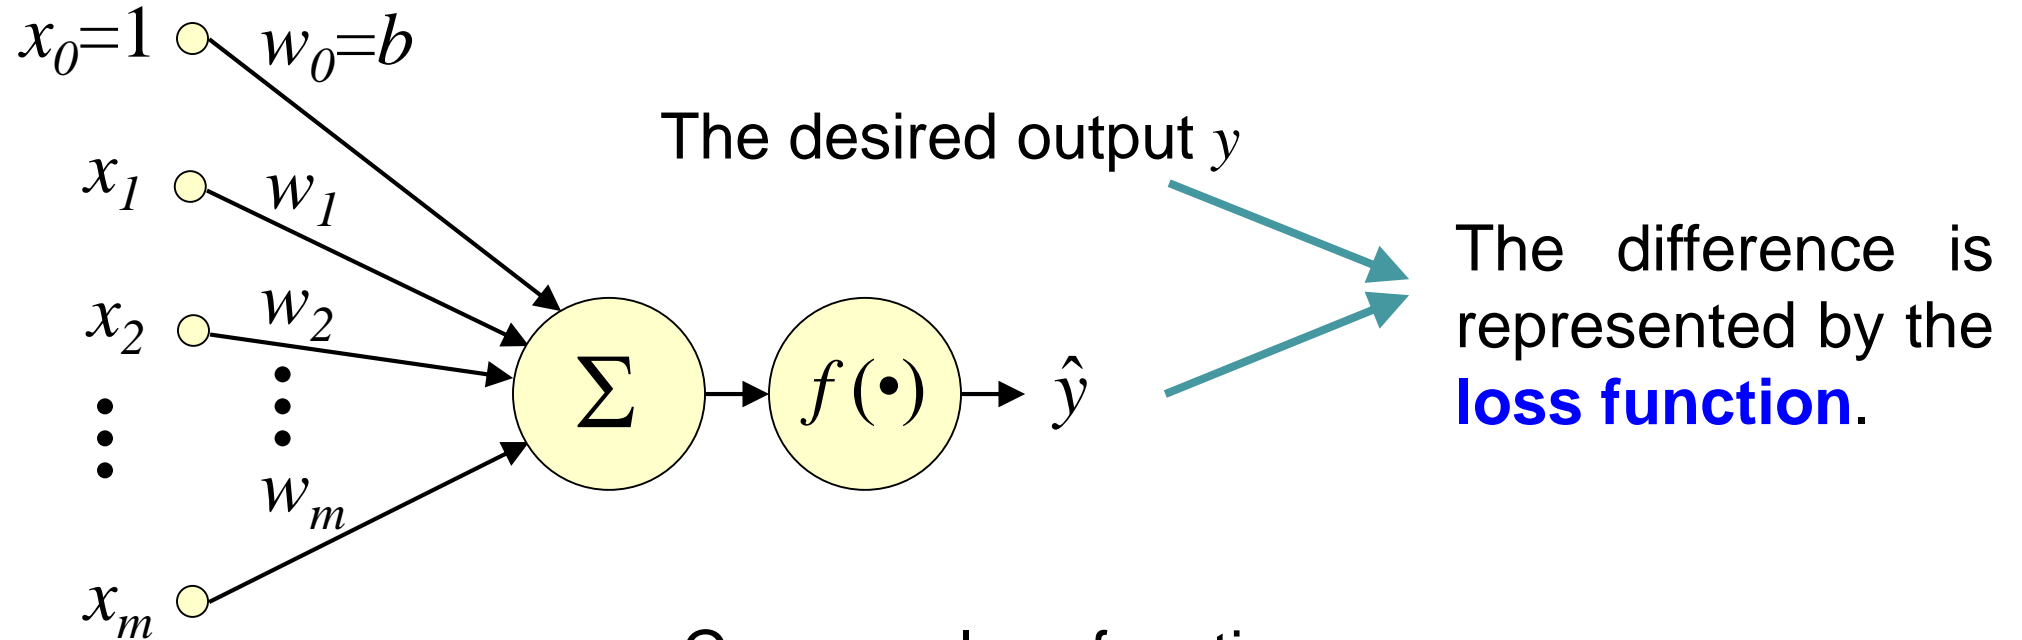 x0=1
w0=b
The desired output y
x1
w1
x2
w2
Σ
f(•)
ŷ
The difference is
represented by the
loss function.
wm
xm